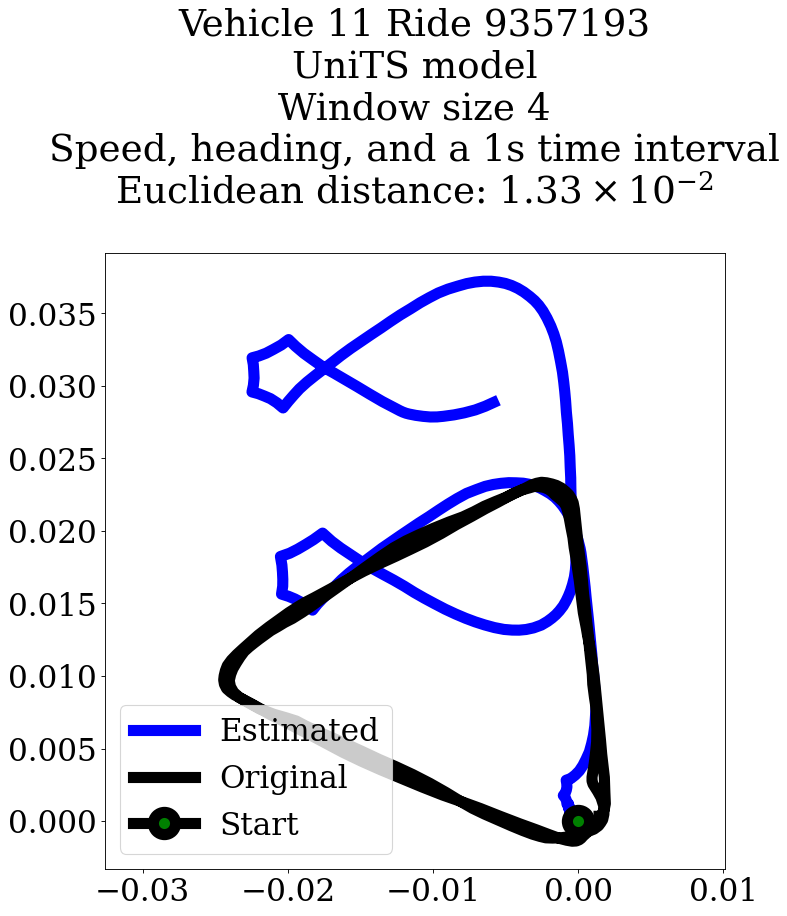 Vehicle 11 Ride 9357193
UniTS model
Window size 4
Speed, heading, and a 1s time interval
Euclidean distance: 1.33 × 10⁻²
0.035
0.030
0.025
0.020
0.015
0.010
0.005
0.000
Estimated
Original
Start
−0.03 −0.02 −0.01 0.00 0.01